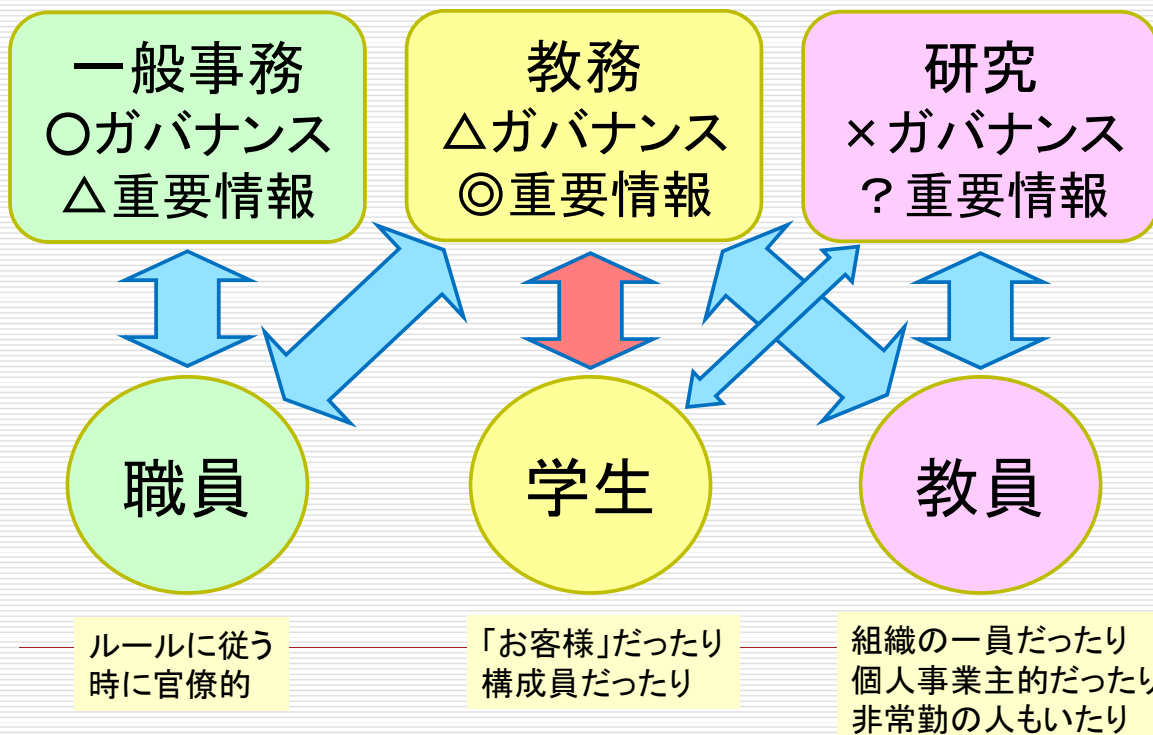 一般事務
○ガバナンス
△重要情報
教務
△ガバナンス
◎重要情報
研究
×ガバナンス
?重要情報
職員
学生
教員
ルールに従う
時に官僚的
「お客様」だったり
構成員だったり
組織の一員だったり
個人事業主的だったり
非常勤の人もいたり